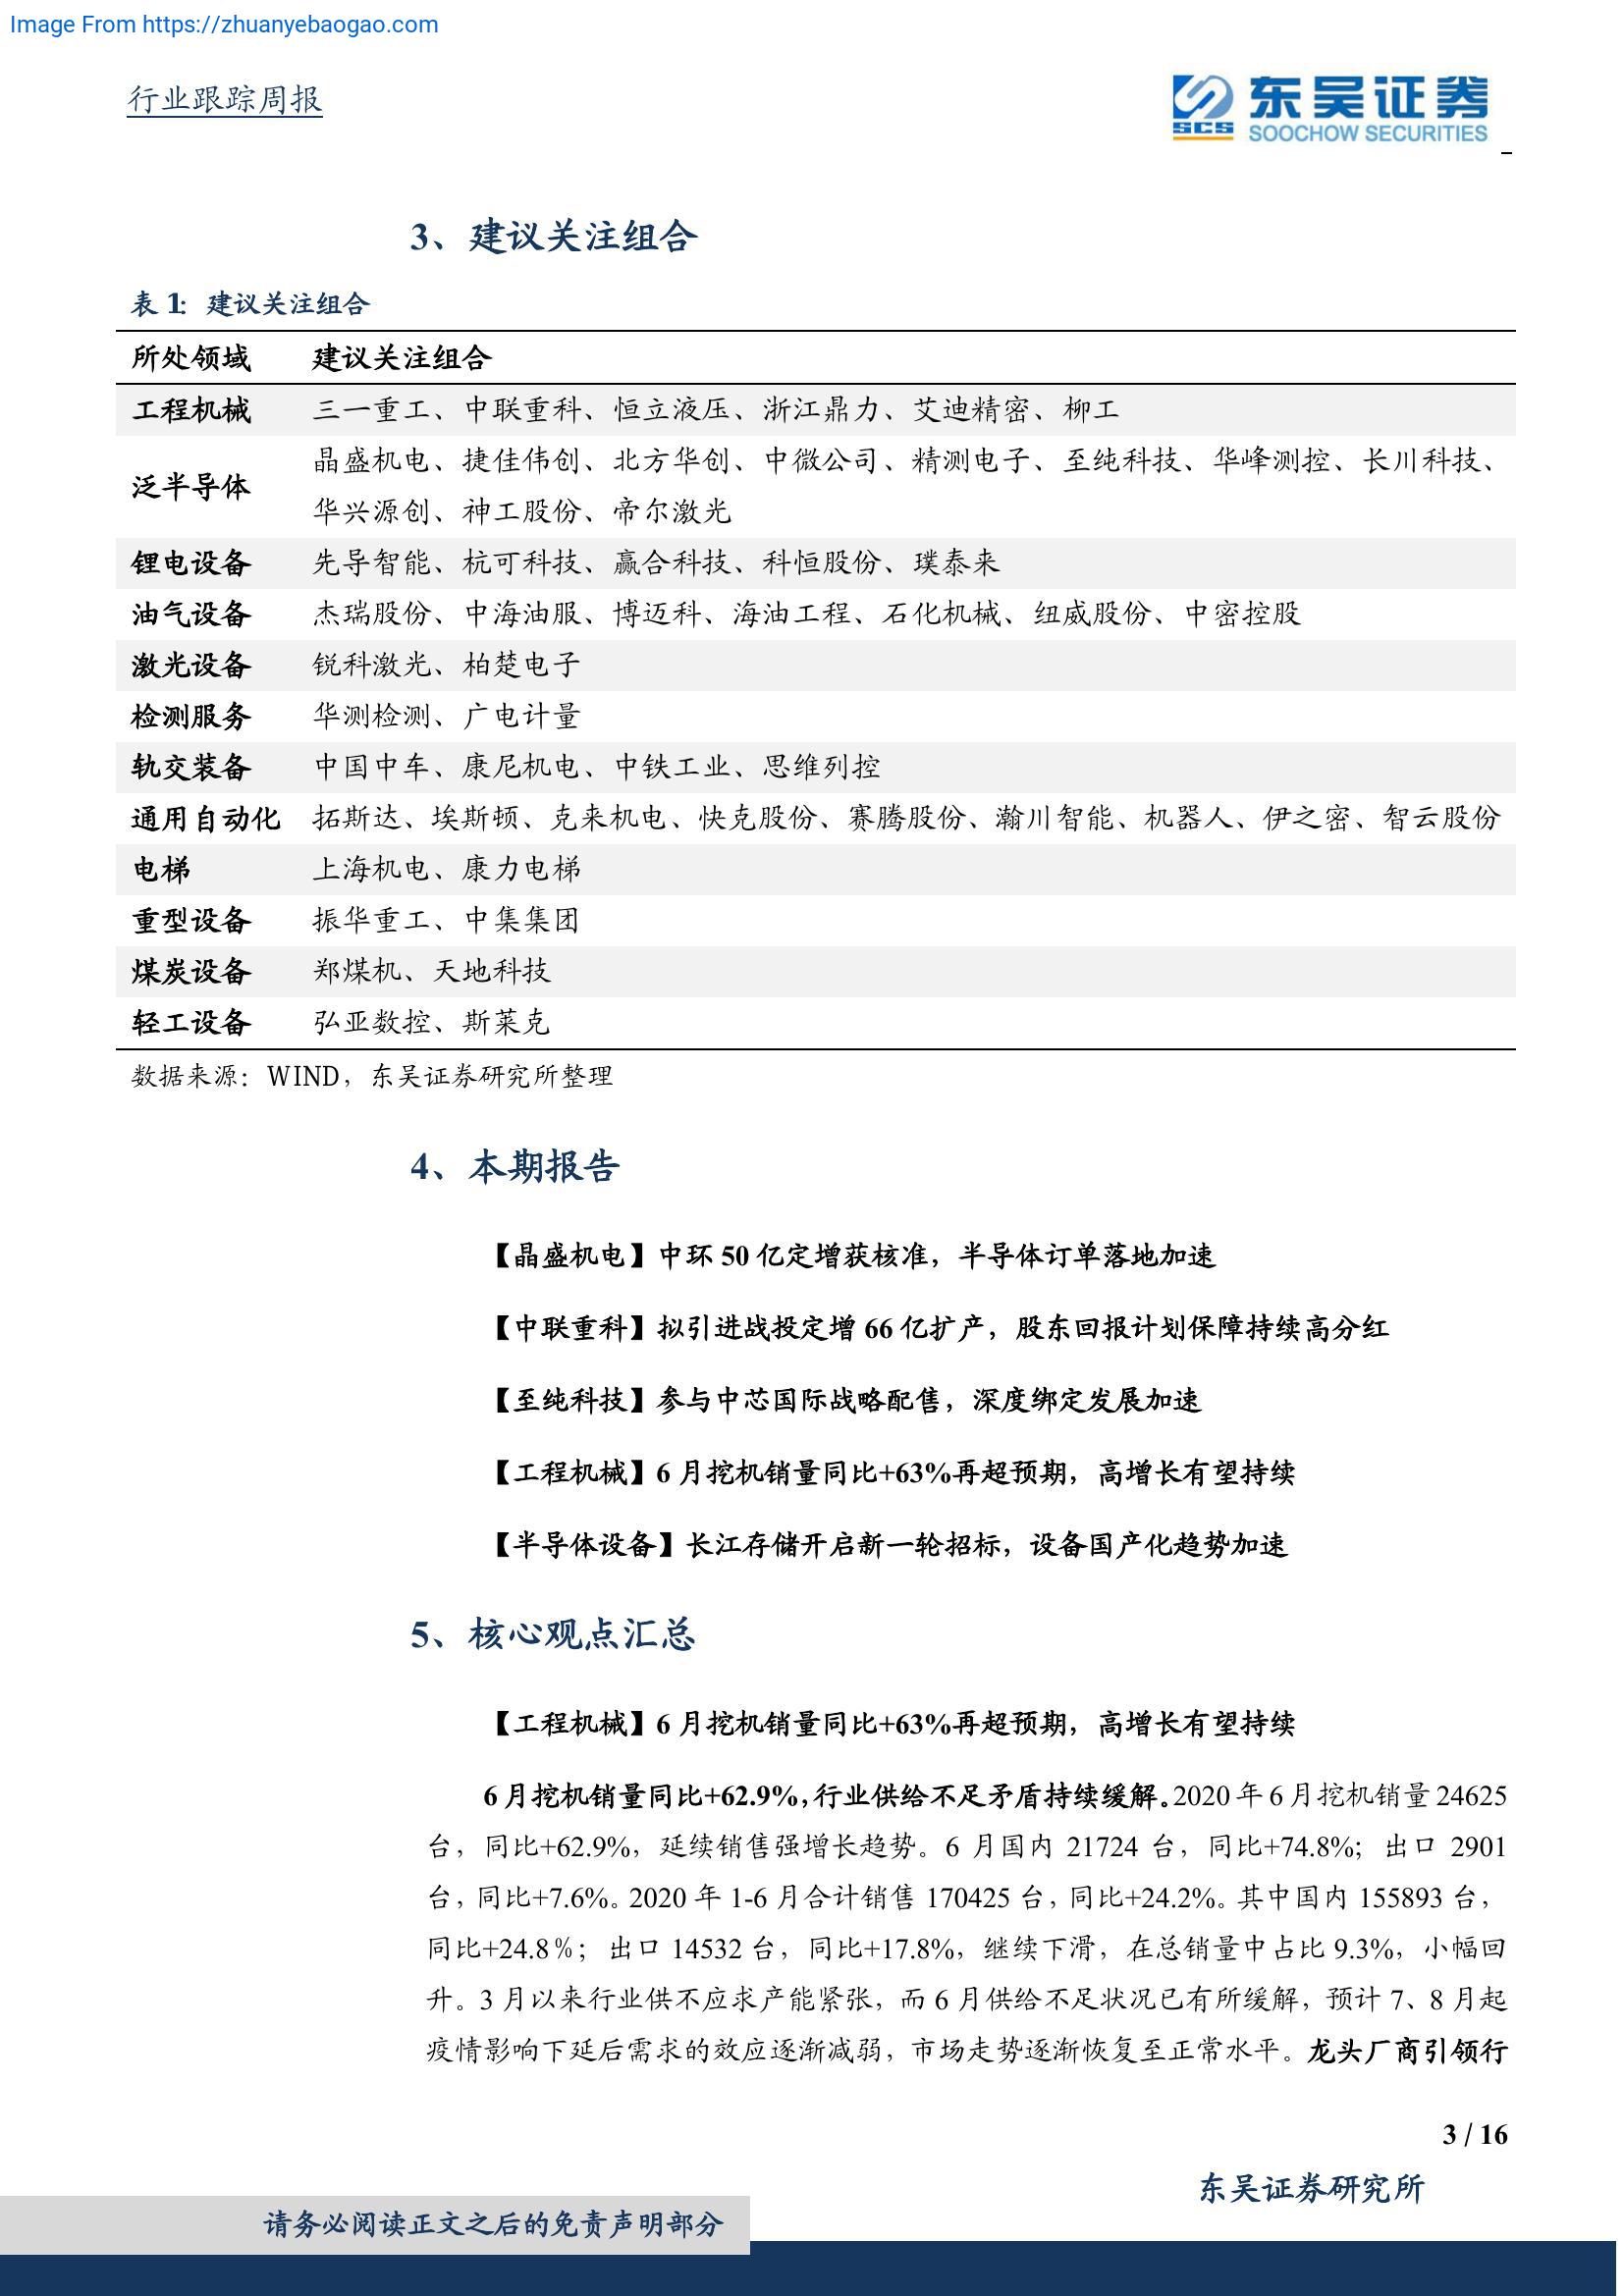 Image From https://zhuanyebaogao.com
行业跟踪周报
东吴证券
SCS
SOOCHOW SECURITIES
3、建议关注组合
表 1: 建议关注组合
所处领域 建议关注组合
工程机械 三一重工、中联重科、恒立液压、浙江鼎力、艾迪精密、柳工
泛半导体 晶盛机电、捷佳伟创、北方华创、中微公司、精测电子、至纯科技、华峰测控、长川科技、
华兴源创、神工股份、帝尔激光
锂电设备 先导智能、杭可科技、赢合科技、科恒股份、璞泰来
油气设备 杰瑞股份、中海油服、博迈科、海油工程、石化机械、纽威股份、中密控股
激光设备 锐科激光、柏楚电子
检测服务 华测检测、广电计量
轨交装备 中国中车、康尼机电、中铁工业、思维列控
通用自动化 拓斯达、埃斯顿、克来机电、快克股份、赛腾股份、瀚川智能、机器人、伊之密、智云股份
电梯 上海机电、康力电梯
重型设备 振华重工、中集集团
煤炭设备 郑煤机、天地科技
轻工设备 弘亚数控、斯莱克
数据来源：WIND，东吴证券研究所整理
4、本期报告
【晶盛机电】中环 50 亿定增获核准，半导体订单落地加速
【中联重科】拟引进战投定增 66 亿扩产，股东回报计划保障持续高分红
【至纯科技】参与中芯国际战略配售，深度绑定发展加速
【工程机械】6 月挖机销量同比+63%再超预期，高增长有望持续
【半导体设备】长江存储开启新一轮招标，设备国产化趋势加速
5、核心观点汇总
【工程机械】6 月挖机销量同比+63%再超预期，高增长有望持续
6 月挖机销量同比+62.9%，行业供给不足矛盾持续缓解。2020 年 6 月挖机销量 24625
台，同比+62.9%，延续销售强增长趋势。6 月国内 21724 台，同比+74.8%；出口 2901
台，同比+7.6%。2020 年 1-6 月合计销售 170425 台，同比+24.2%。其中国内 155893 台，
同比+24.8%；出口 14532 台，同比+17.8%，继续下滑，在总销量中占比 9.3%，小幅回
升。3 月以来行业供不应求产能紧张，而 6 月供给不足状况已有所缓解，预计 7、8 月起
疫情影响下延后需求的效应逐渐减弱，市场走势逐渐恢复至正常水平。龙头厂商引领行
3 / 16
东吴证券研究所
请务必阅读正文之后的免责声明部分